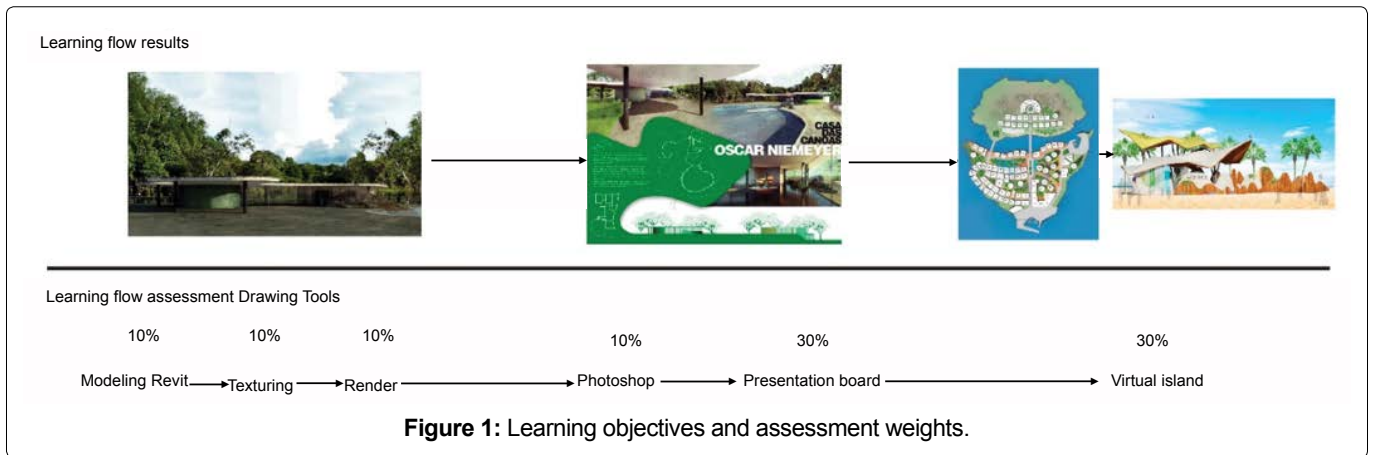 Learning flow results
CASA
DAS
CANOAS
OSCAR NIEMEYER
Learning flow assessment Drawing Tools
10% 10% 10% 10% 30% 30%
Modeling Revit Texturing Render Photoshop Presentation board Virtual island
Figure 1: Learning objectives and assessment weights.